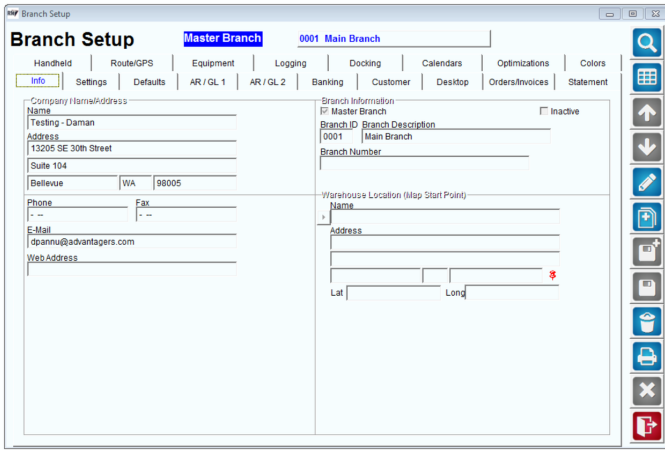 Branch Setup
Branch Setup Master Branch 0001 Main Branch
Handheld Route/GPS Equipment Logging Docking Calendars Optimizations Colors
Info Settings Defaults AR / GL 1 AR / GL 2 Banking Customer Desktop Orders/Invoices Statement
Company Name/Address
Name
Testing - Daman
Address
13205 SE 30th Street
Suite 104
Bellevue WA 98005
Phone Fax
- -- - --
E-Mail
dpannu@advantagers.com
Web Address
Branch Information
Master Branch Inactive
Branch ID Branch Description
0001 Main Branch
Branch Number
Warehouse Location (Map Start Point)
Name
Address
Lat Long